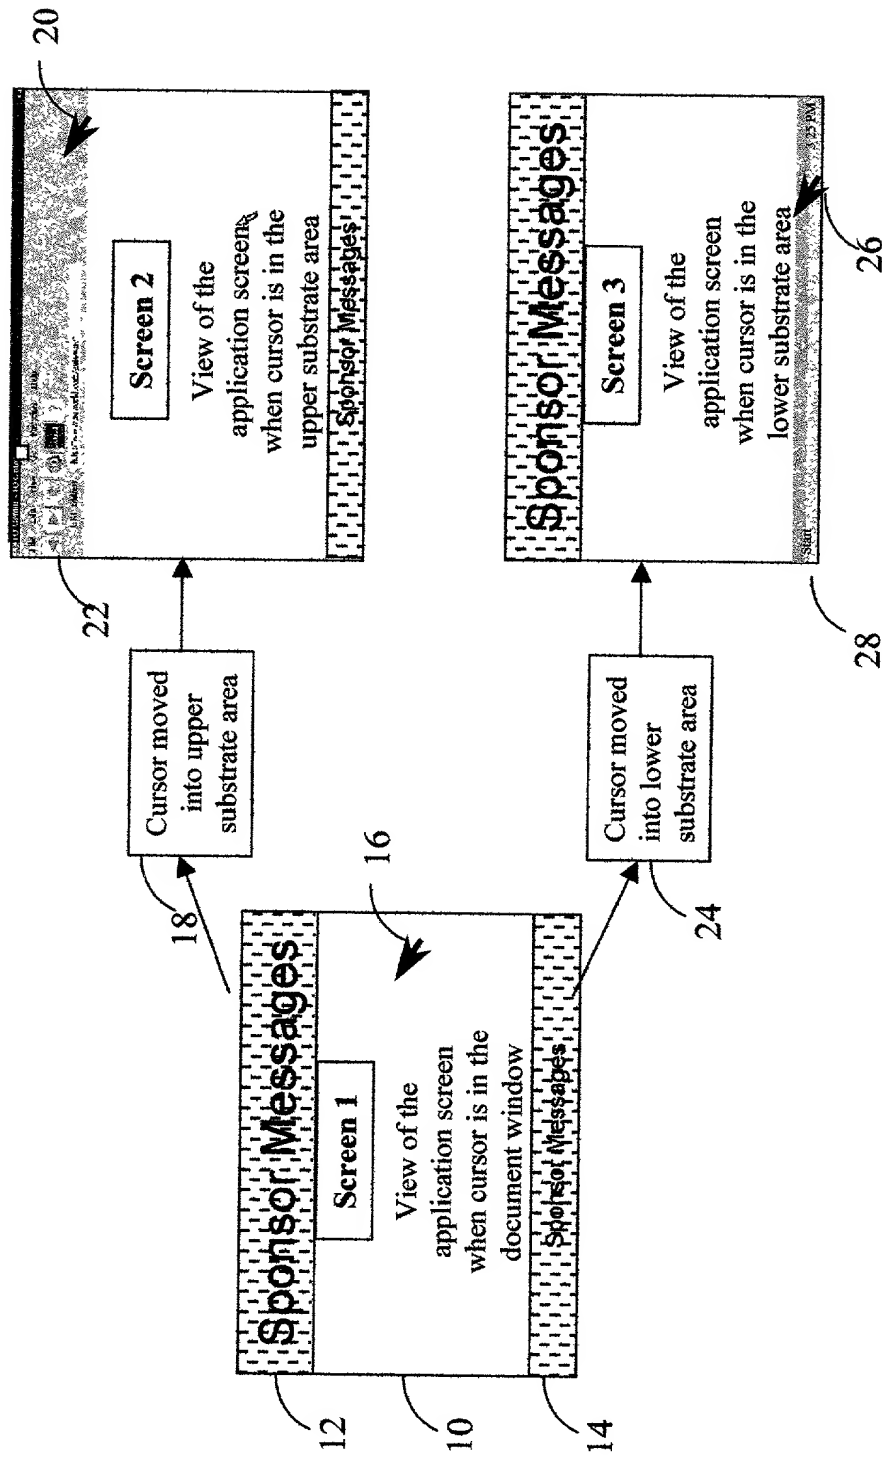 Sponsor Messages
Screen 1
View of the
application screen
when cursor is in the
document window
Sponsor Messages
12
10
14
16
18
Cursor moved
into upper
substrate area
24
Cursor moved
into lower
substrate area
20
22
Screen 2
View of the
application screen
when cursor is in the
upper substrate area
Sponsor Messages
Sponsor Messages
Screen 3
View of the
application screen
when cursor is in the
lower substrate area
Start
25 PM
26
28